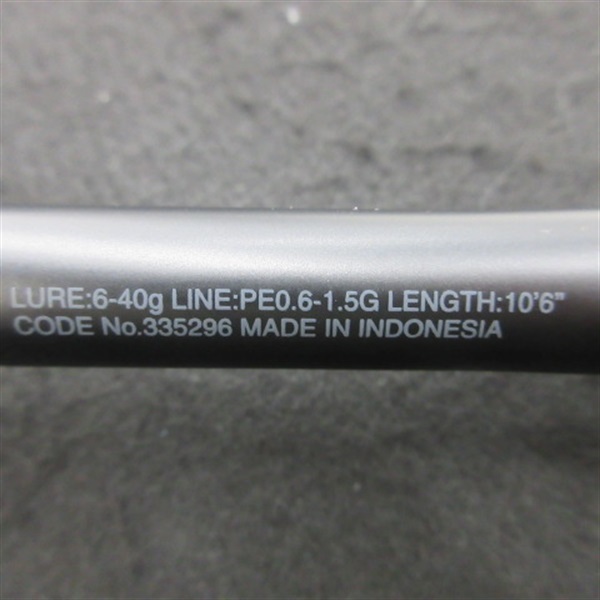 LURE:6-40g LINE:PE0.6-1.5G LENGTH:10'6"
CODE No.335296 MADE IN INDONESIA